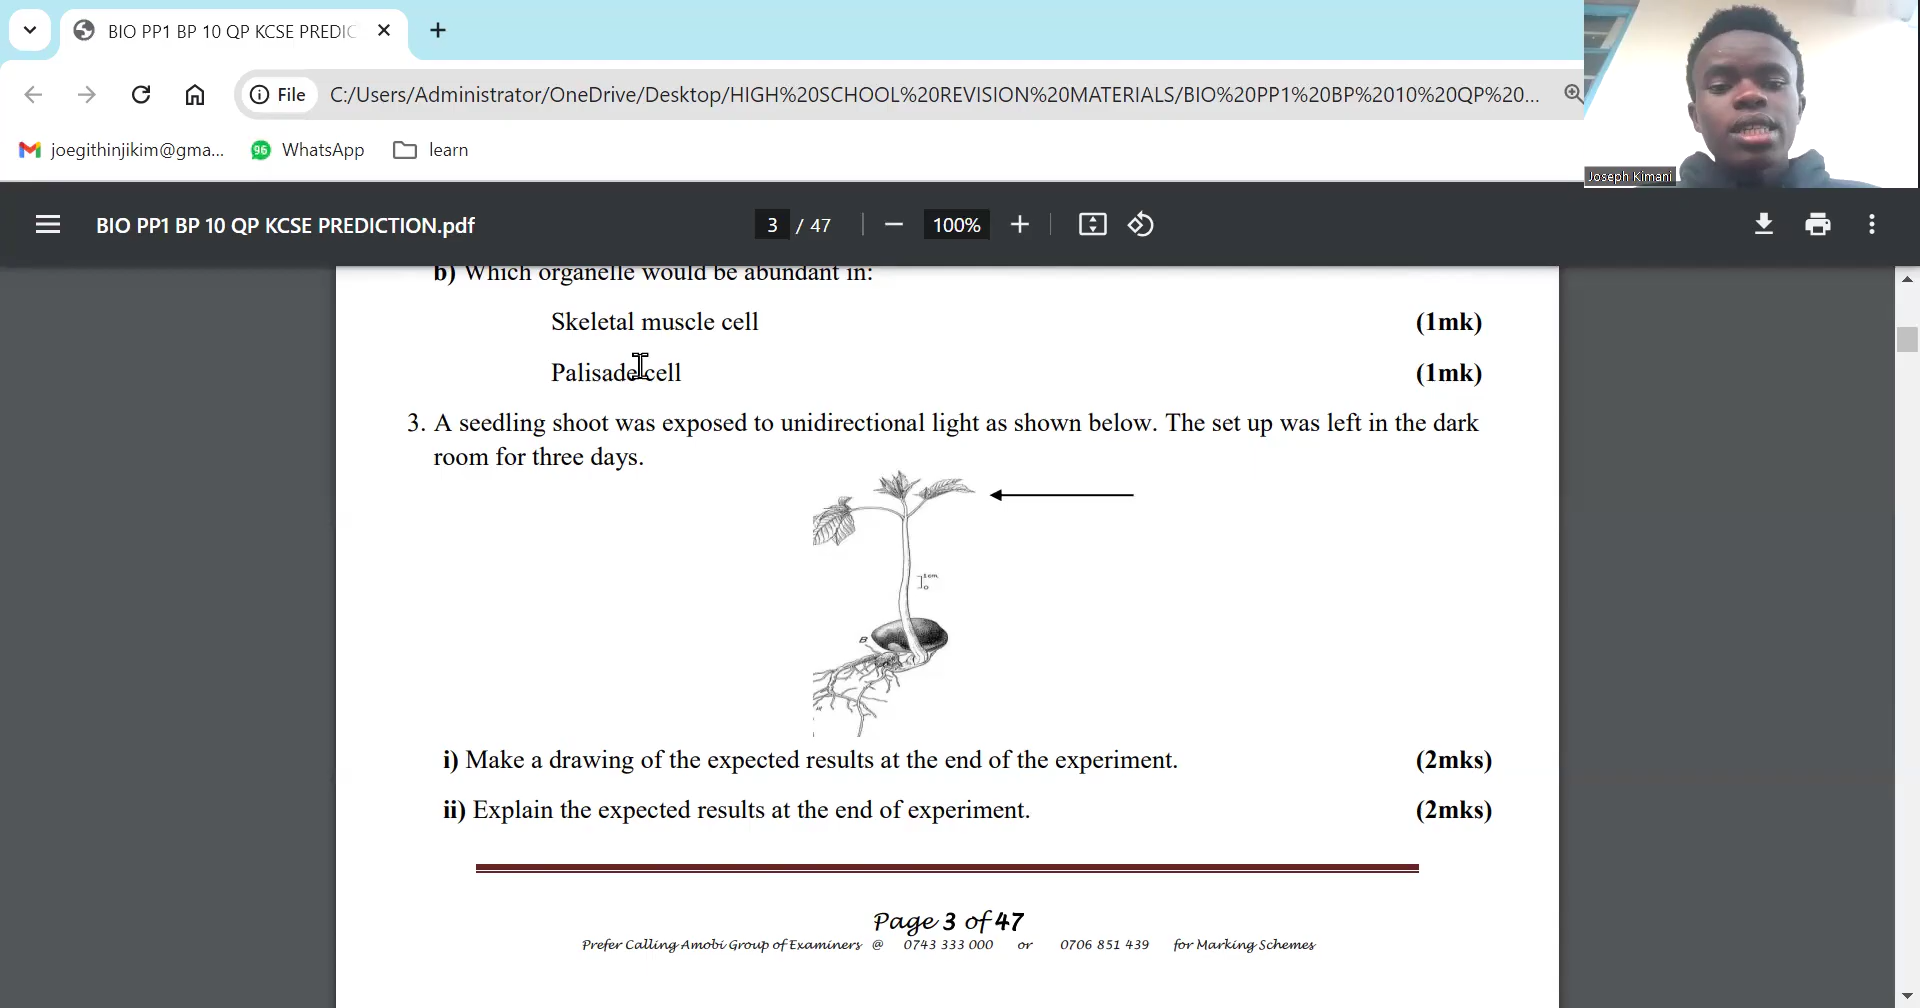 BIO PP1 BP 10 QP KCSE PREDIC
File
C:/Users/Administrator/OneDrive/Desktop/HIGH%20SCHOOL%20REVISION%20MATERIALS/BIO%20PP1%20BP%2010%20QP%20...
joegithinjikim@gma...
96 WhatsApp
learn
Joseph Kimani
BIO PP1 BP 10 QP KCSE PREDICTION.pdf
3 / 47
100%
b) Which organelle would be abundant in:
Skeletal muscle cell (1mk)
Palisade cell (1mk)
3. A seedling shoot was exposed to unidirectional light as shown below. The set up was left in the dark
room for three days.
1cm
0
B
i) Make a drawing of the expected results at the end of the experiment. (2mks)
ii) Explain the expected results at the end of experiment. (2mks)
Page 3 of 47
Prefer Calling Amobi Group of Examiners @ 0743 333 000 or 0706 851 439 for Marking Schemes